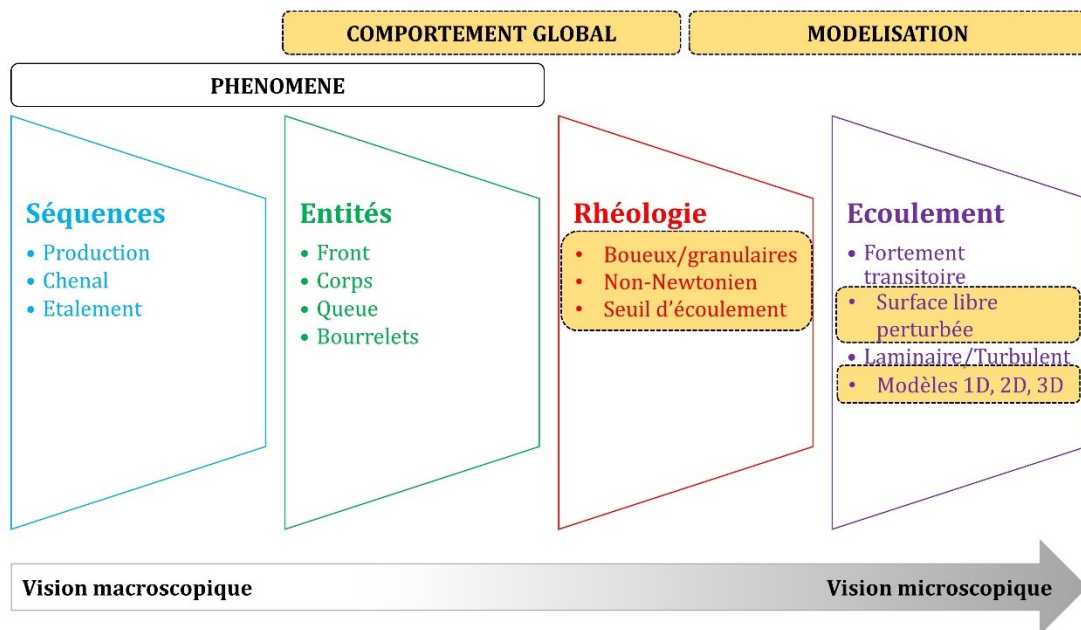 COMPORTEMENT GLOBAL
MODELISATION
PHENOMENE
Séquences
• Production
• Chenal
• Etalement
Entités
• Front
• Corps
• Queue
• Bourrelets
Rhéologie
• Boueux/granulaires
• Non-Newtonien
• Seuil d’écoulement
Ecoulement
• Fortement
transitoire
• Surface libre
perturbée
• Laminaire/Turbulent
• Modèles 1D, 2D, 3D
Vision macroscopique
Vision microscopique